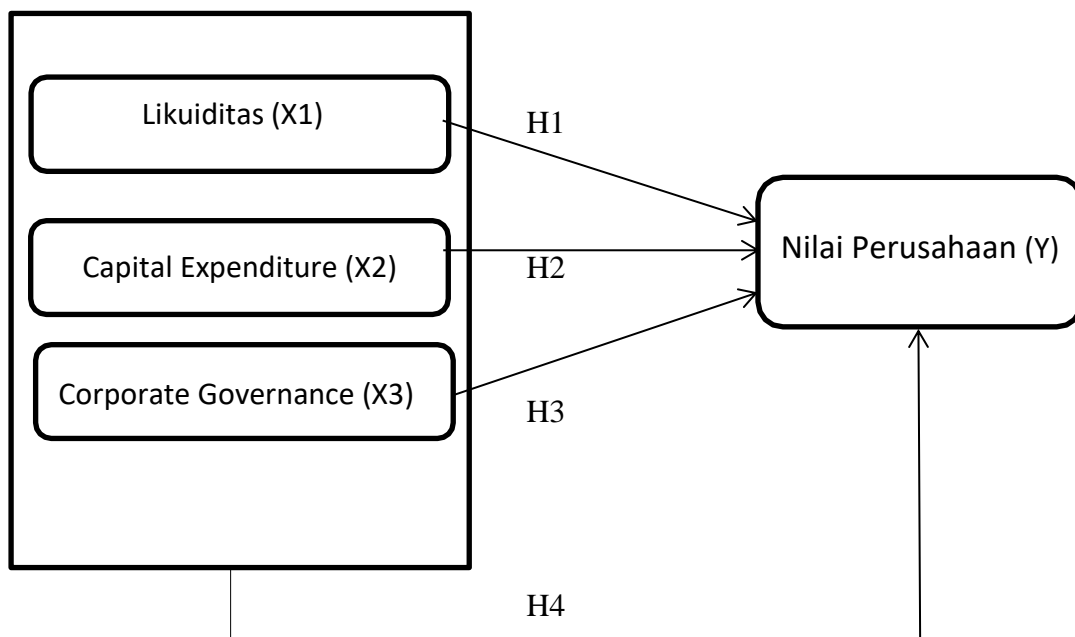 Likuiditas (X1)
H1
Nilai Perusahaan (Y)
Capital Expenditure (X2)
H2
Corporate Governance (X3)
H3
H4